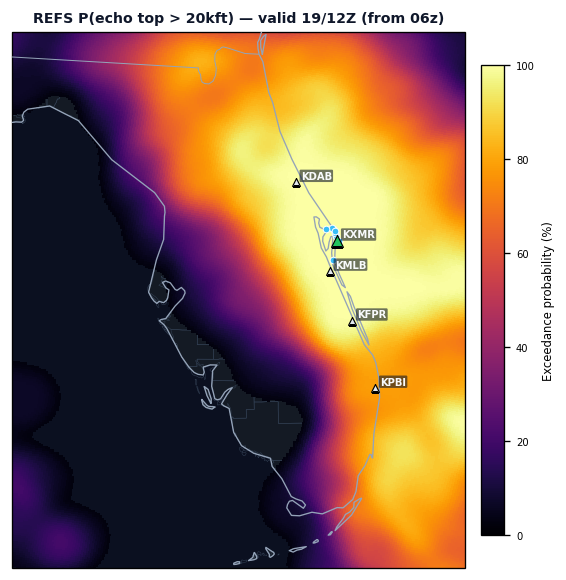 REFS P(echo top > 20kft) — valid 19/12Z (from 06z)
KDAB
KXMR
KMLB
KFPR
KPBI
100
80
60
40
20
0
Exceedance probability (%)